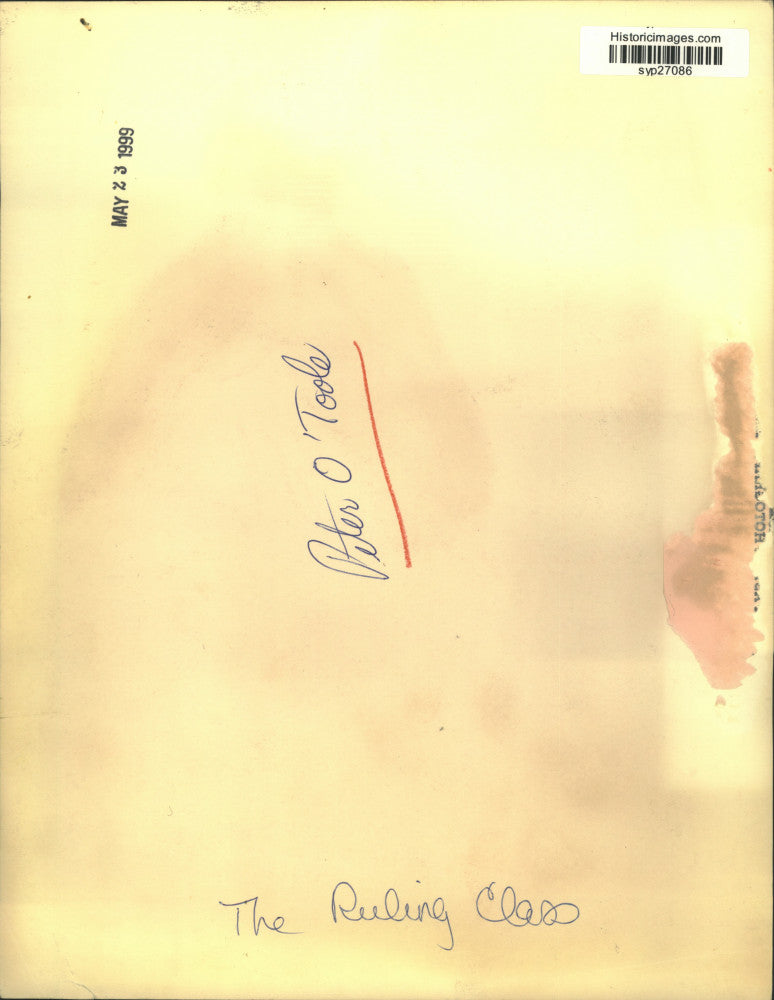 Historicimages.com
syp27086
MAY 23 1999
Peter O'Toole
The Ruling Class